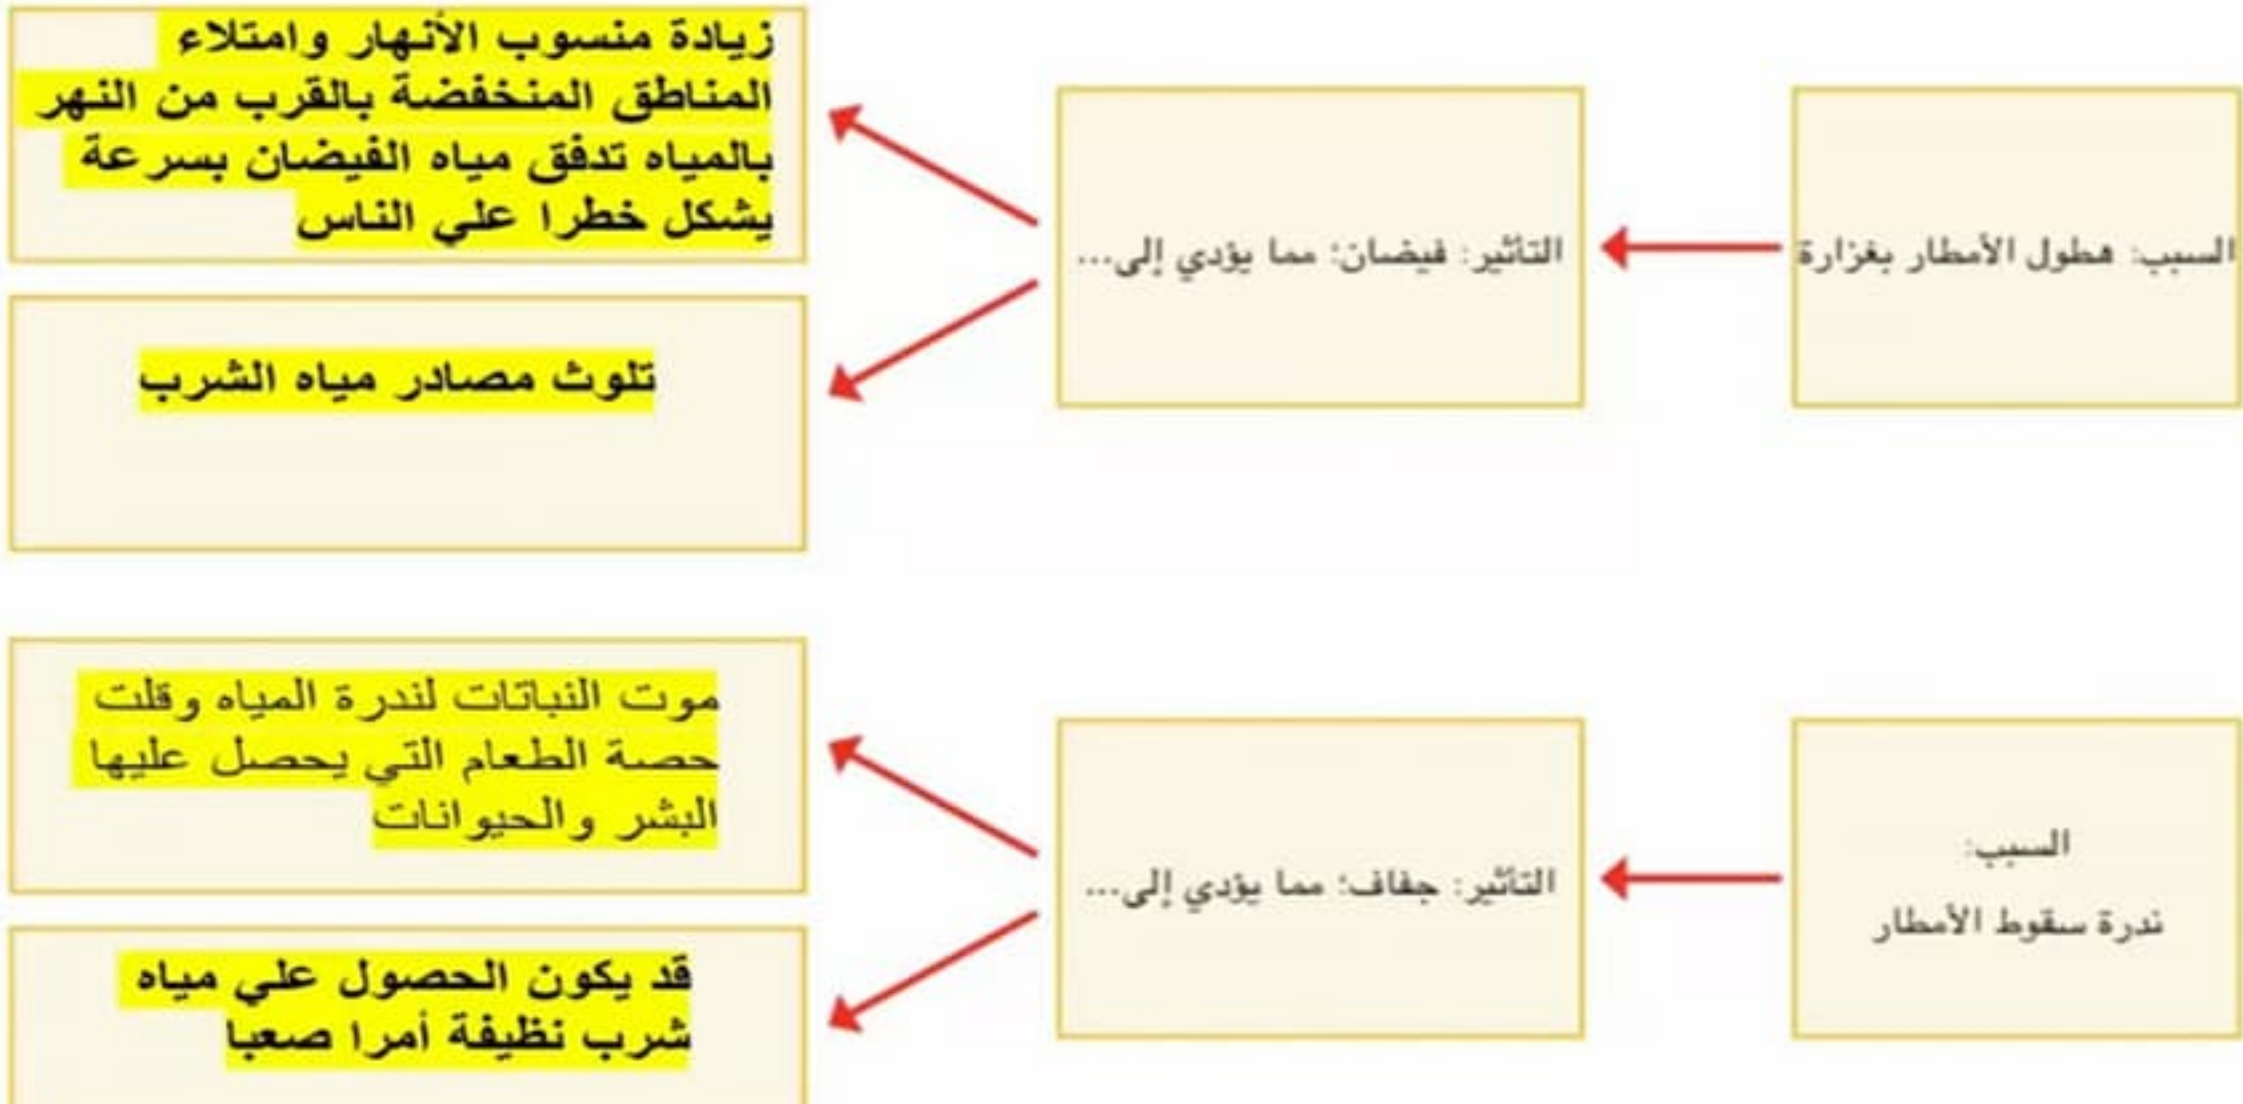 السبب: هطول الأمطار بغزارة
التأثير: فيضان؛ مما يؤدي إلى...
زيادة منسوب الأنهار وامتلاء
المناطق المنخفضة بالقرب من النهر
بالمياه تدفق مياه الفيضان بسرعة
يشكل خطرا علي الناس
تلوث مصادر مياه الشرب
السبب:
ندرة سقوط الأمطار
التأثير: جفاف؛ مما يؤدي إلى...
موت النباتات لندرة المياه وقلت
حصة الطعام التي يحصل عليها
البشر والحيوانات
قد يكون الحصول علي مياه
شرب نظيفة أمرا صعبا